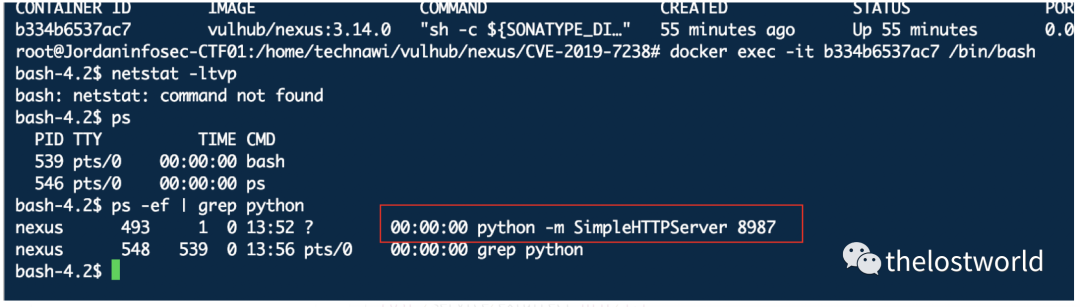 CONTAINER ID IMAGE COMMAND CREATED STATUS POR
b334b6537ac7 vulhub/nexus:3.14.0 "sh -c ${SONATYPE_DI…" 55 minutes ago Up 55 minutes 0.0
root@Jordaninfosec-CTF01:/home/technawi/vulhub/nexus/CVE-2019-7238# docker exec -it b334b6537ac7 /bin/bash
bash-4.2$ netstat -ltvp
bash: netstat: command not found
bash-4.2$ ps
PID TTY TIME CMD
539 pts/0 00:00:00 bash
546 pts/0 00:00:00 ps
bash-4.2$ ps -ef | grep python
nexus 493 1 0 13:52 ? 00:00:00 python -m SimpleHTTPServer 8987
nexus 548 539 0 13:56 pts/0 00:00:00 grep python
bash-4.2$
thelostworld